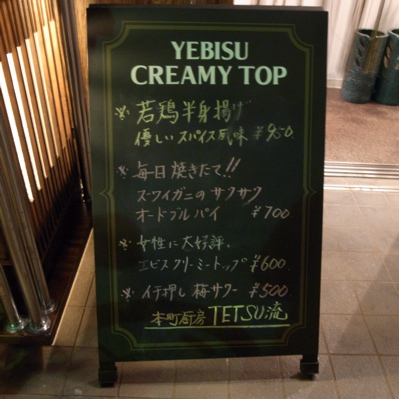 YEBISU
CREAMY TOP
※ 若鶏半身揚げ
優しいスパイス風味 ¥950
※ 毎日焼きたて!!
ズワイガニのサクサク
オードブルパイ ¥700
※ 女性に大好評、
エビスクリーミートップ ¥600
※ イチ押し梅サワー ¥500
本町厨房 TETSU流